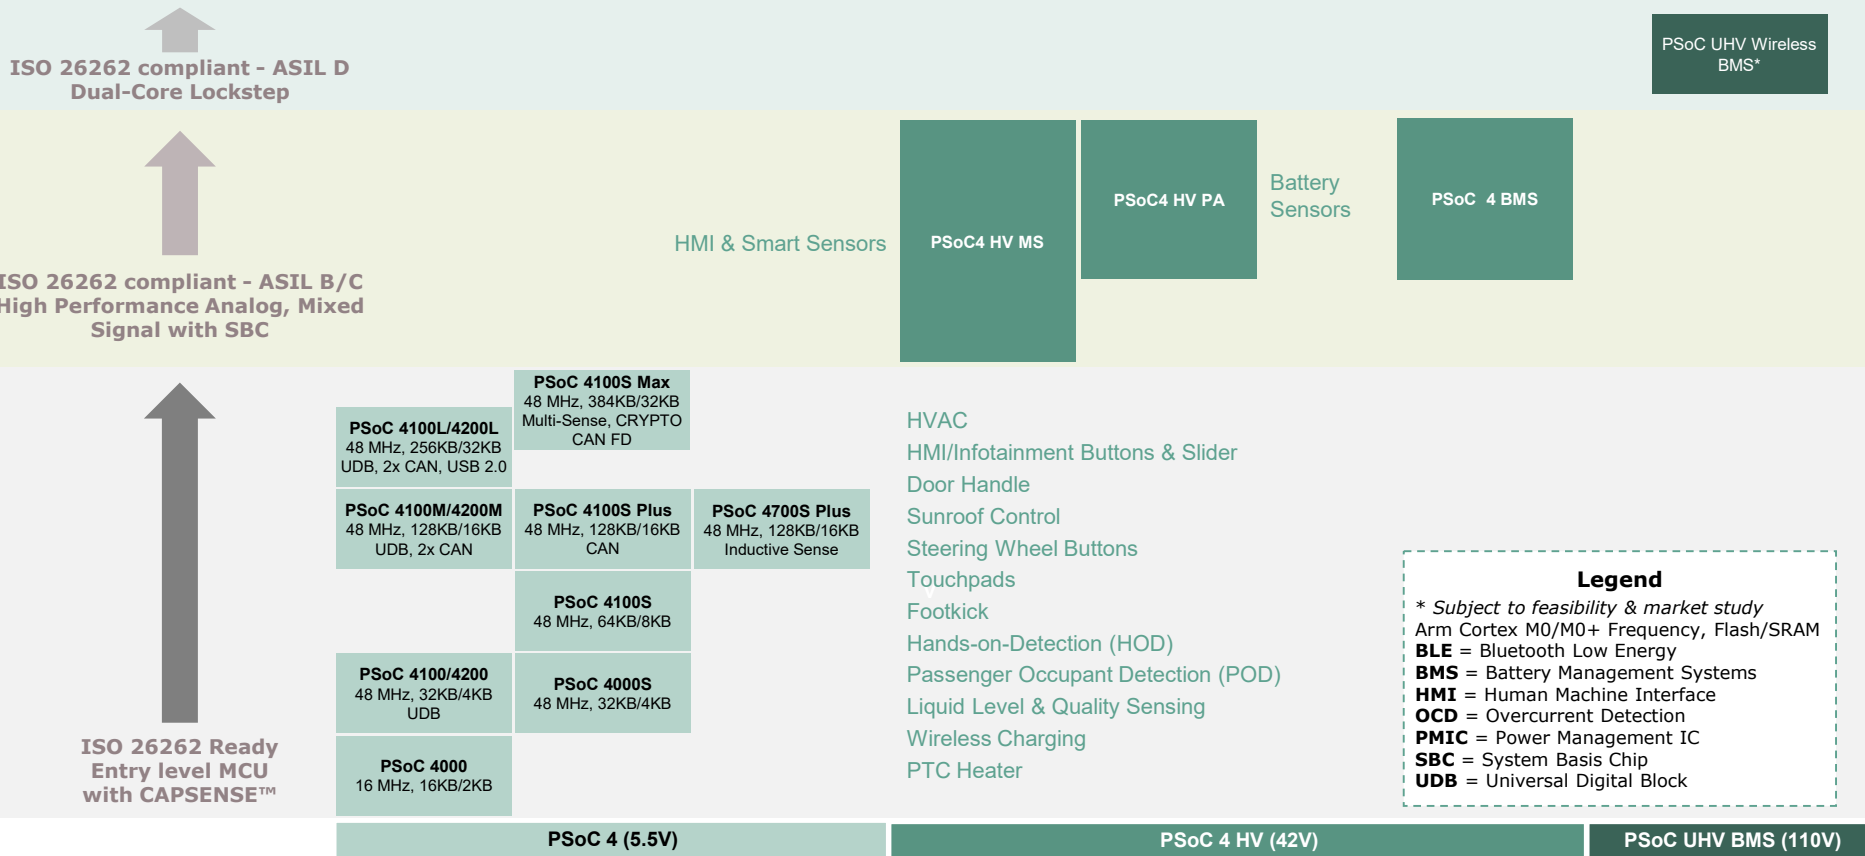 ISO 26262 compliant - ASIL D
Dual-Core Lockstep
PSoC UHV Wireless
BMS*
ISO 26262 compliant - ASIL B/C
High Performance Analog, Mixed
Signal with SBC
HMI & Smart Sensors
PSoC4 HV MS
PSoC4 HV PA
Battery
Sensors
PSoC 4 BMS
ISO 26262 Ready
Entry level MCU
with CAPSENSE™
PSoC 4100S Max
48 MHz, 384KB/32KB
Multi-Sense, CRYPTO
CAN FD
PSoC 4100L/4200L
48 MHz, 256KB/32KB
UDB, 2x CAN, USB 2.0
PSoC 4100M/4200M
48 MHz, 128KB/16KB
UDB, 2x CAN
PSoC 4100S Plus
48 MHz, 128KB/16KB
CAN
PSoC 4700S Plus
48 MHz, 128KB/16KB
Inductive Sense
PSoC 4100S
48 MHz, 64KB/8KB
PSoC 4100/4200
48 MHz, 32KB/4KB
UDB
PSoC 4000S
48 MHz, 32KB/4KB
PSoC 4000
16 MHz, 16KB/2KB
HVAC
HMI/Infotainment Buttons & Slider
Door Handle
Sunroof Control
Steering Wheel Buttons
Touchpads
Footkick
Hands-on-Detection (HOD)
Passenger Occupant Detection (POD)
Liquid Level & Quality Sensing
Wireless Charging
PTC Heater
Legend
* Subject to feasibility & market study
Arm Cortex M0/M0+ Frequency, Flash/SRAM
BLE = Bluetooth Low Energy
BMS = Battery Management Systems
HMI = Human Machine Interface
OCD = Overcurrent Detection
PMIC = Power Management IC
SBC = System Basis Chip
UDB = Universal Digital Block
PSoC 4 (5.5V)
PSoC 4 HV (42V)
PSoC UHV BMS (110V)